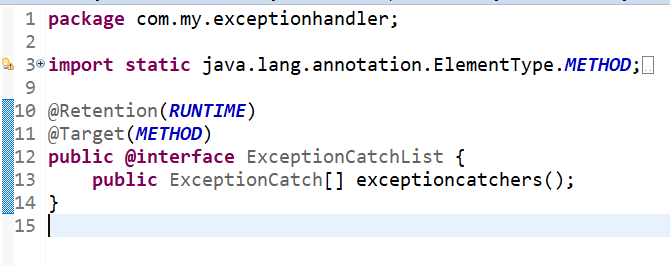 1 package com.my.exceptionhandler;
2
3 import static java.lang.annotation.ElementType.METHOD;
9
10 @Retention(RUNTIME)
11 @Target(METHOD)
12 public @interface ExceptionCatchList {
13     public ExceptionCatch[] exceptioncatchers();
14 }
15